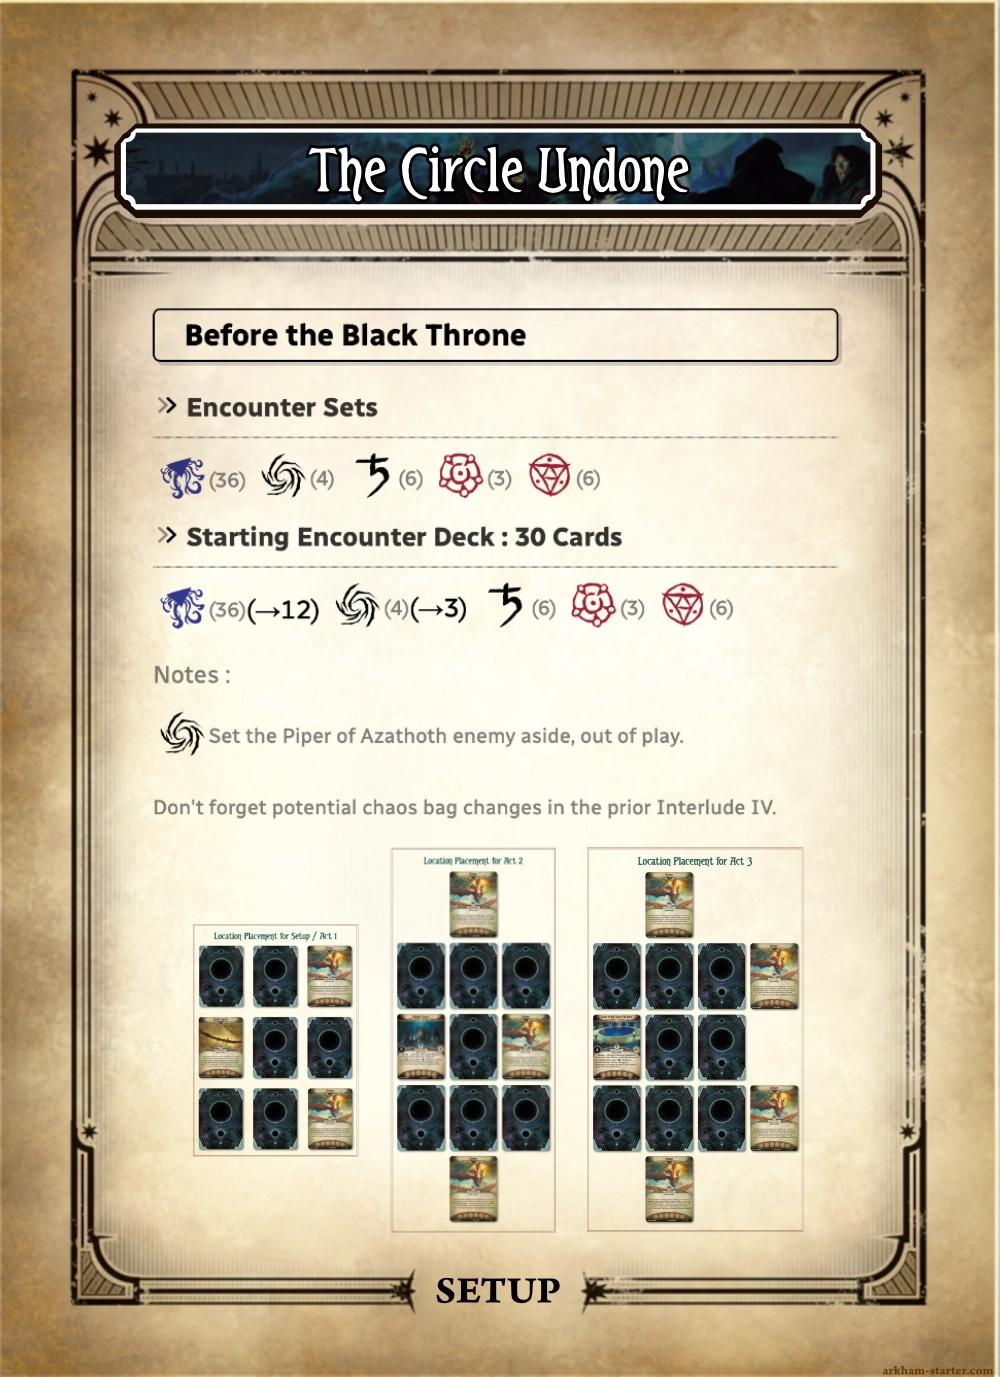 The Circle Undone
Before the Black Throne
Encounter Sets
(36) (4) (6) (3) (6)
Starting Encounter Deck : 30 Cards
(36)(→12) (4)(→3) (6) (3) (6)
Notes :
Set the Piper of Azathoth enemy aside, out of play.
Don't forget potential chaos bag changes in the prior Interlude IV.
Location Placement for Setup / Act 1
Location Placement for Act 2
Location Placement for Act 3
SETUP
arkham-starter.com